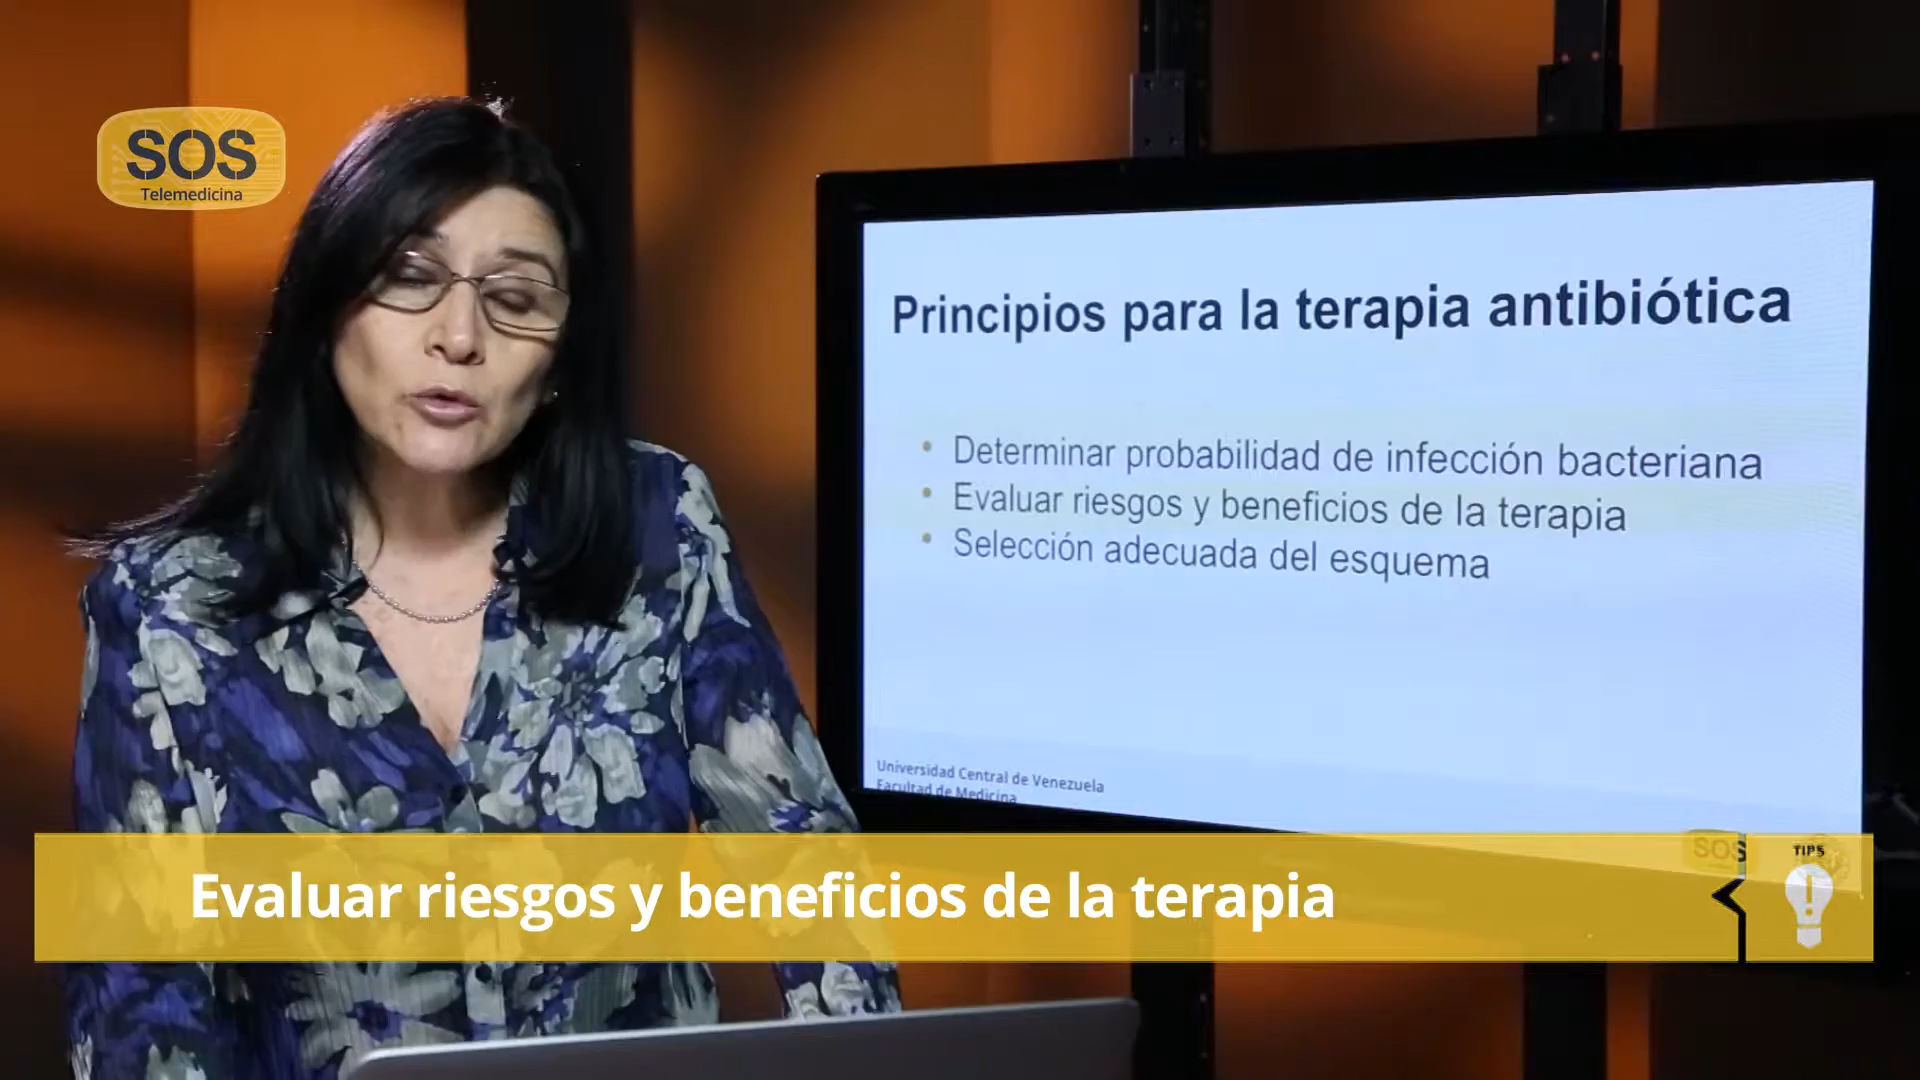 SOS
Telemedicina
Principios para la terapia antibiótica
• Determinar probabilidad de infección bacteriana
• Evaluar riesgos y beneficios de la terapia
• Selección adecuada del esquema
Universidad Central de Venezuela
Facultad de Medicina
SOS
TIPS
Evaluar riesgos y beneficios de la terapia